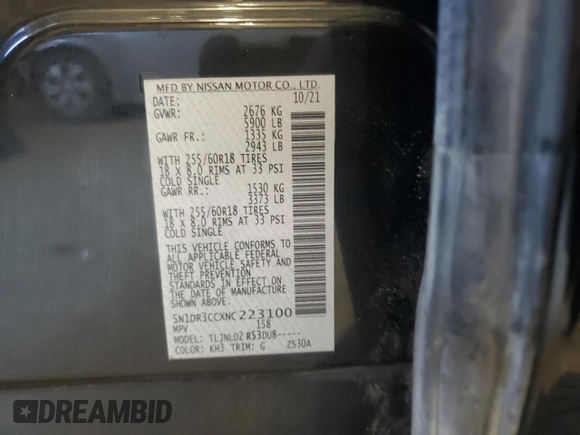 MFD BY NISSAN MOTOR CO., LTD.
DATE: 10/21
GVWR: 2676 KG
5900 LB
GAWR FR.: 1335 KG
2943 LB
WITH 255/60R18 TIRES
18 X 8.0 RIMS AT 33 PSI
COLD SINGLE
GAWR RR.: 1530 KG
3373 LB
WITH 255/60R18 TIRES
18 X 8.0 RIMS AT 33 PSI
COLD SINGLE
THIS VEHICLE CONFORMS TO
ALL APPLICABLE FEDERAL
MOTOR VEHICLE SAFETY AND
THEFT PREVENTION
STANDARDS IN EFFECT ON
THE DATE OF MANUFACTURE
SHOWN ABOVE.
5N1DR3CCXNC223100
MPV 158
MODEL: TLJNLD2 R53DU8-----
COLOR: KH3 TRIM: G ZS30A
DREAMBID